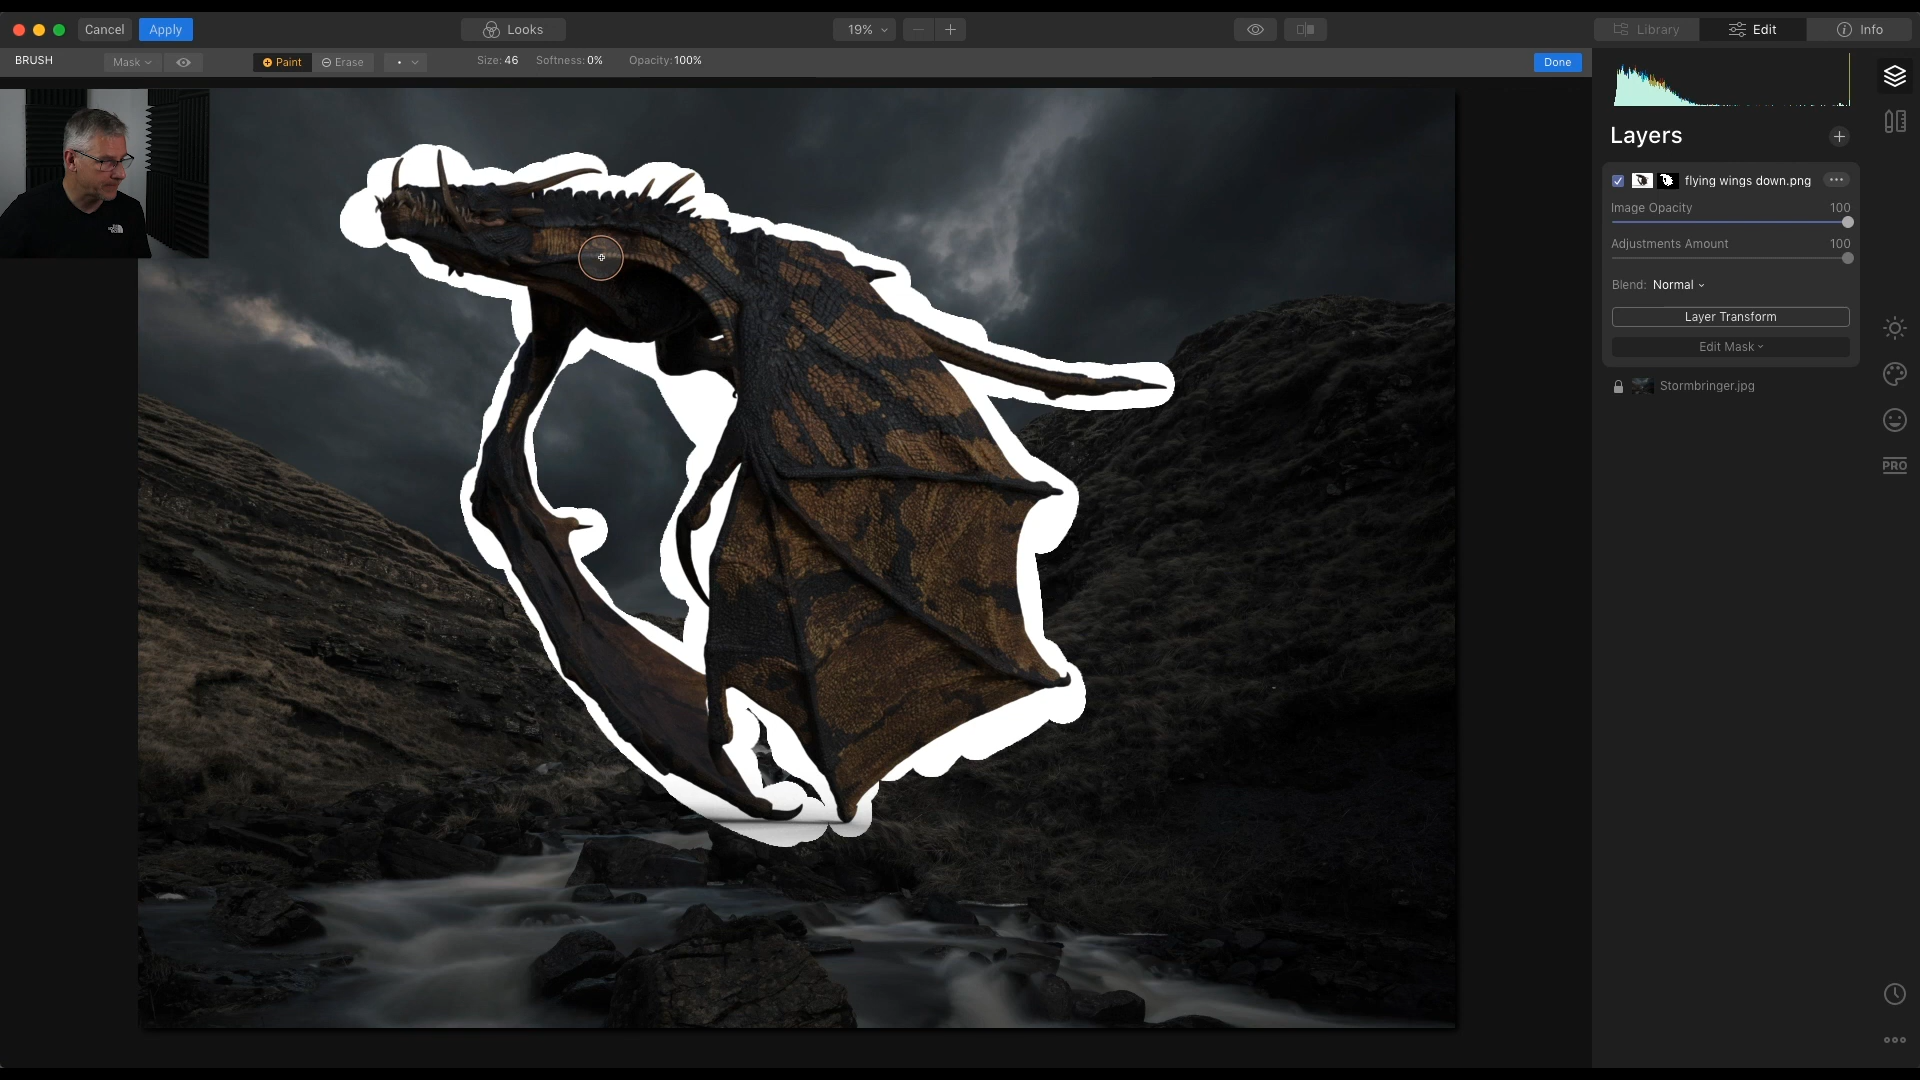 Cancel Apply Looks 19% Library Edit Info
BRUSH Mask Paint Erase Size: 46 Softness: 0% Opacity: 100% Done
Layers
flying wings down.png
Image Opacity 100
Adjustments Amount 100
Blend: Normal
Layer Transform
Edit Mask
Stormbringer.jpg
PRO